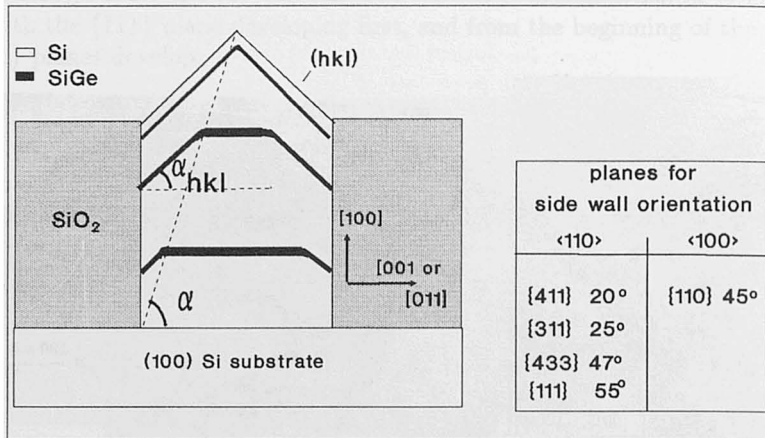 Si
SiGe
(hkl)
α
hkl
SiO₂
[100]
[001 or
[011]
α
(100) Si substrate
planes for
side wall orientation
<110> <100>
{411} 20° {110} 45°
{311} 25°
{433} 47°
{111} 55°